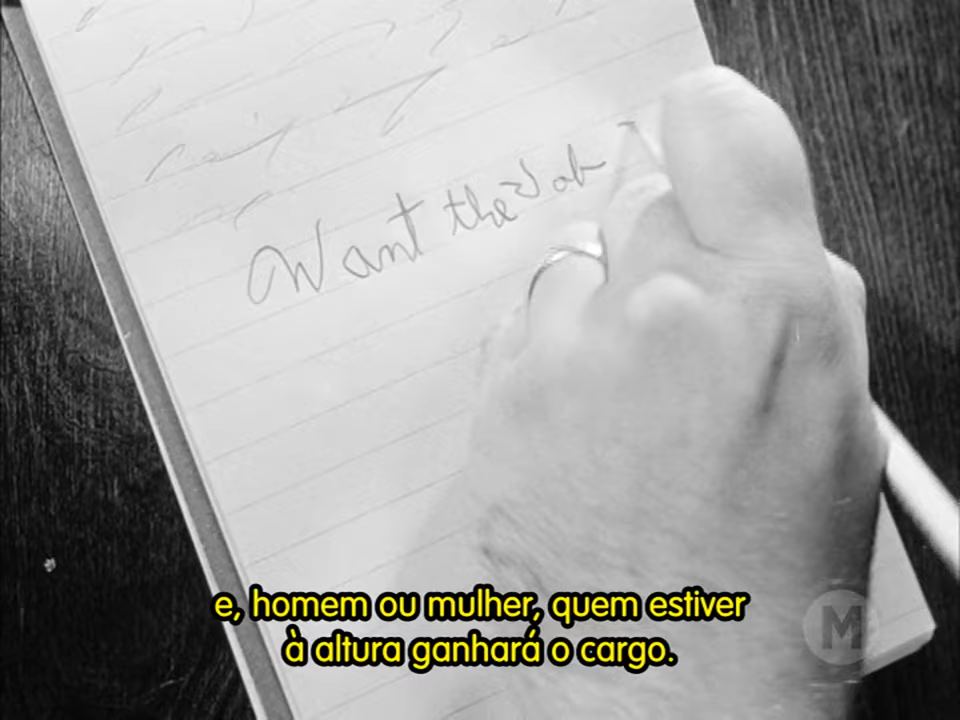 Want the Job
e, homem ou mulher, quem estiver
à altura ganhará o cargo.
M